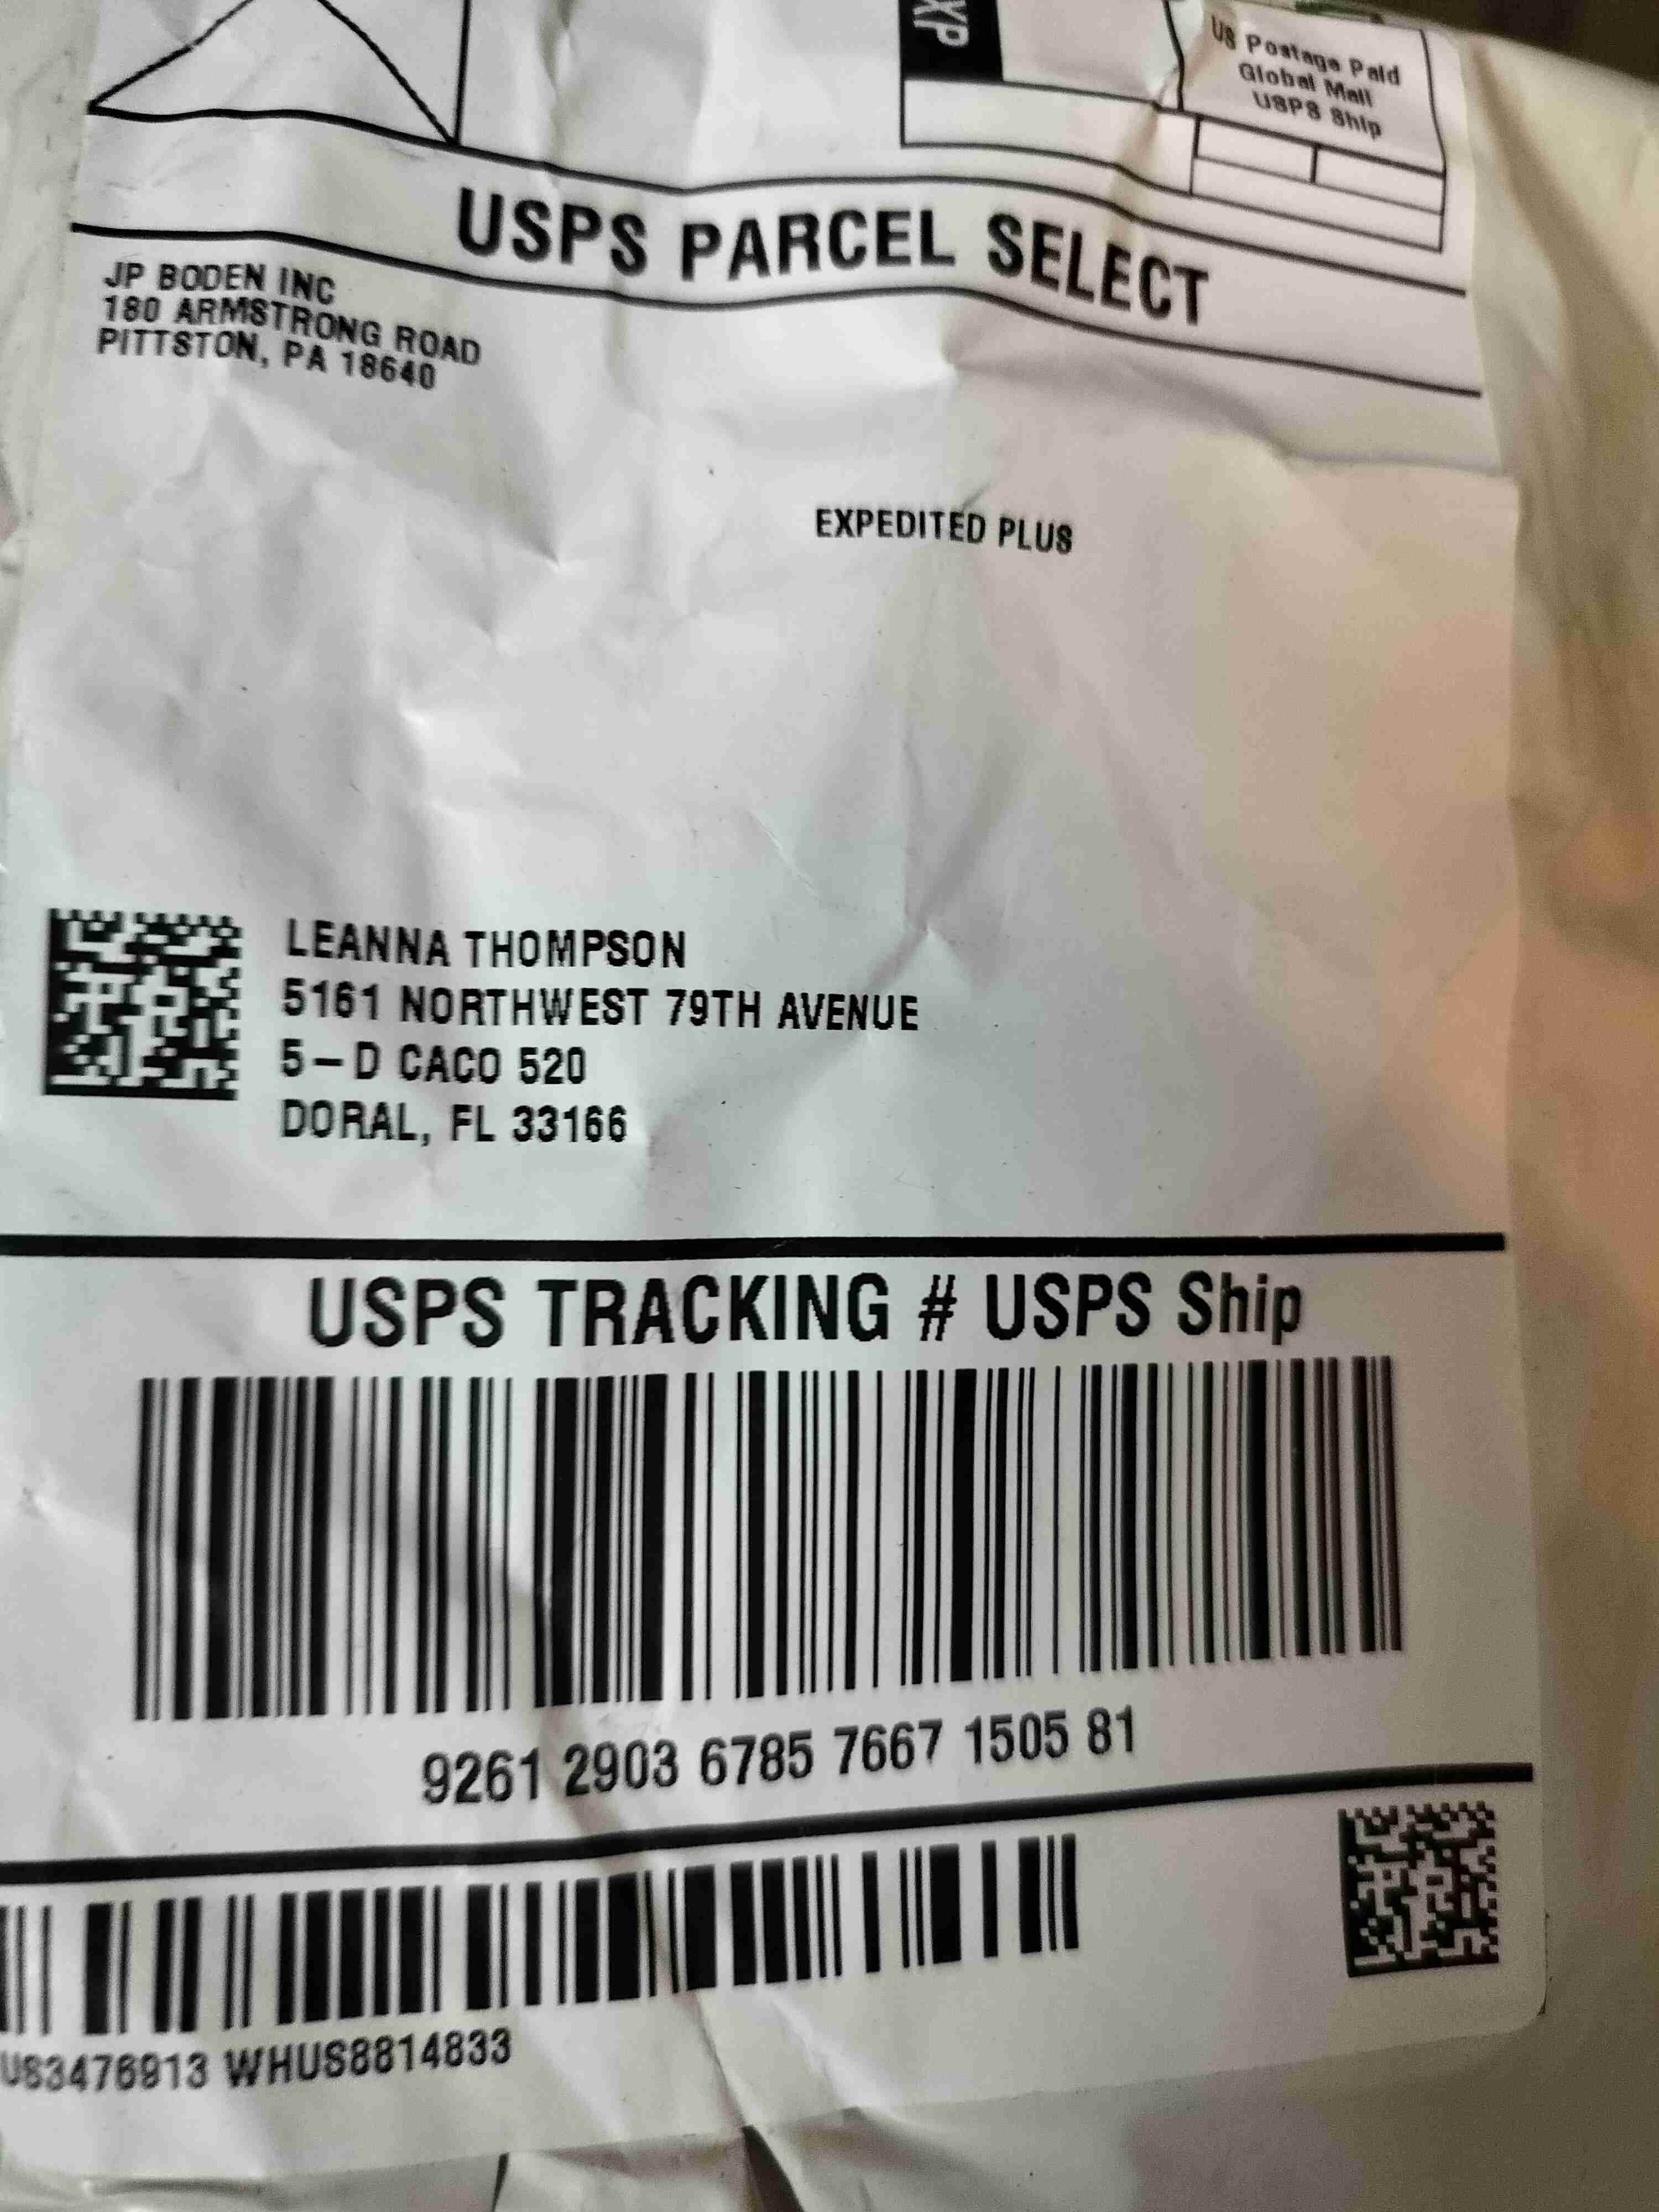 XP
US Postage Paid
Global Mail
USPS Ship
USPS PARCEL SELECT
JP BODEN INC
180 ARMSTRONG ROAD
PITTSTON, PA 18640
EXPEDITED PLUS
LEANNA THOMPSON
5161 NORTHWEST 79TH AVENUE
5-D CACO 520
DORAL, FL 33166
USPS TRACKING # USPS Ship
9261 2903 6785 7667 1505 81
US3476913 WHUS8814833